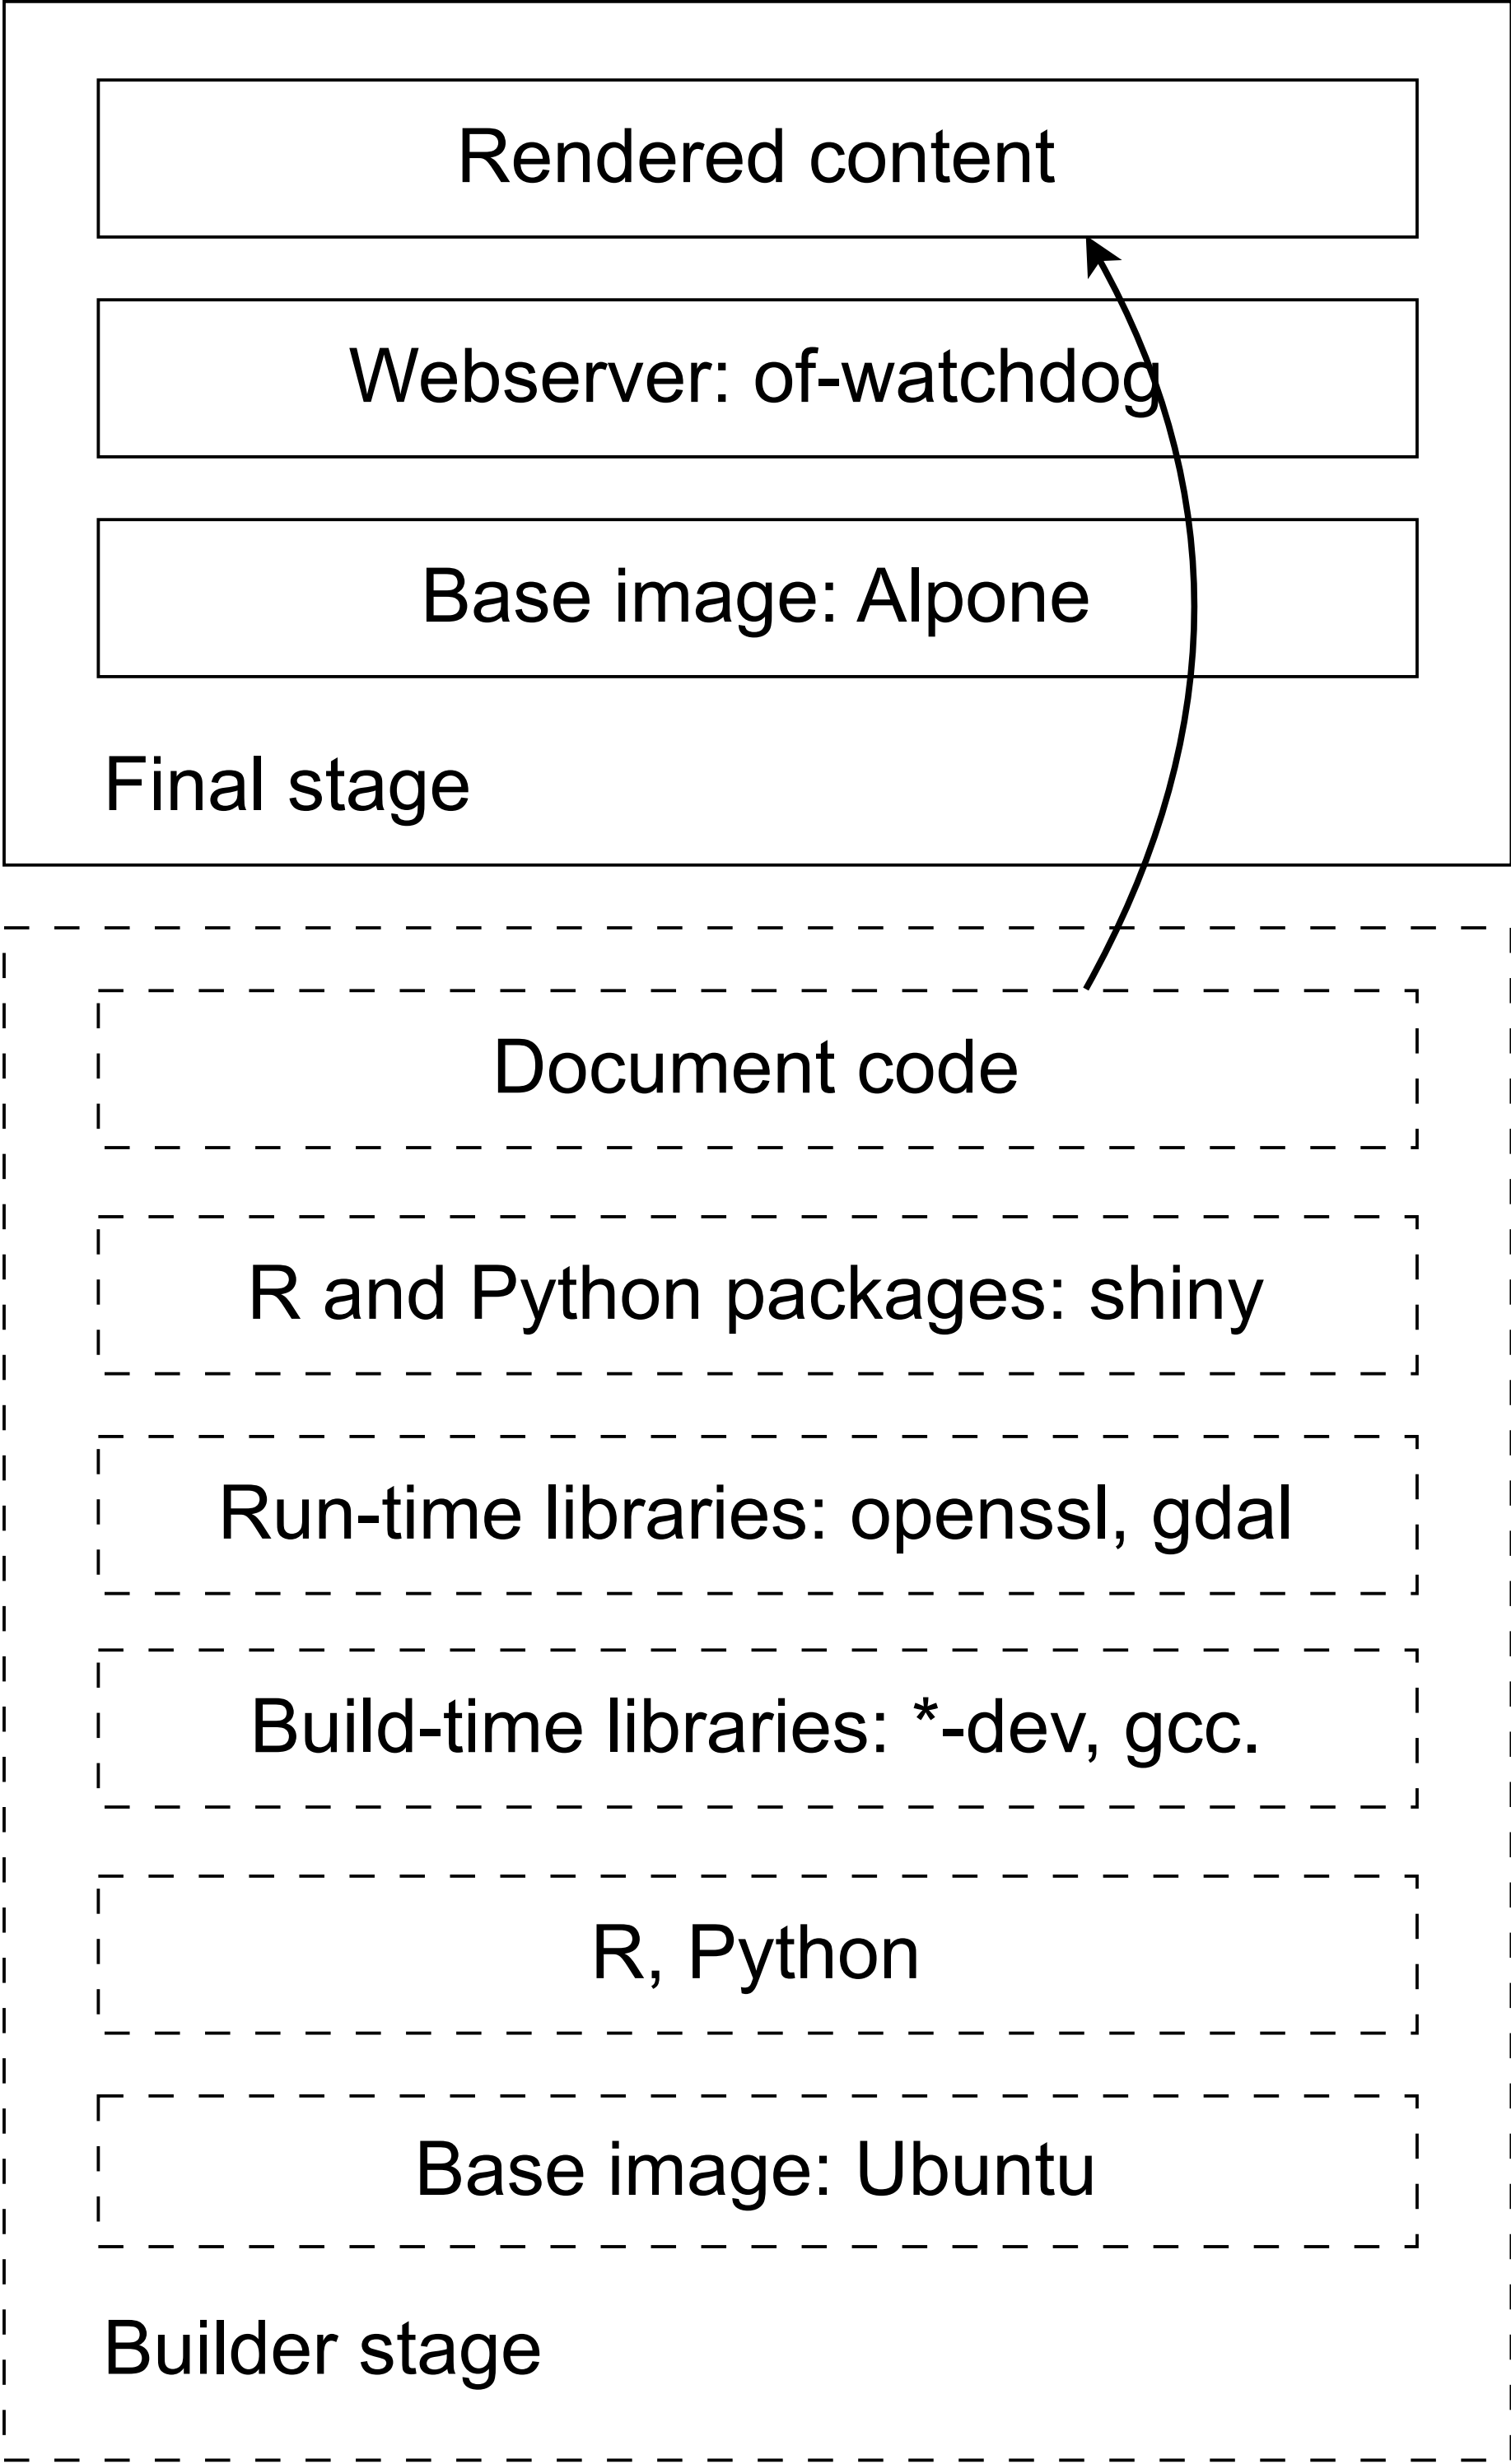 Rendered content
Webserver: of-watchdog
Base image: Alpone
Final stage
Document code
R and Python packages: shiny
Run-time libraries: openssl, gdal
Build-time libraries: *-dev, gcc.
R, Python
Base image: Ubuntu
Builder stage